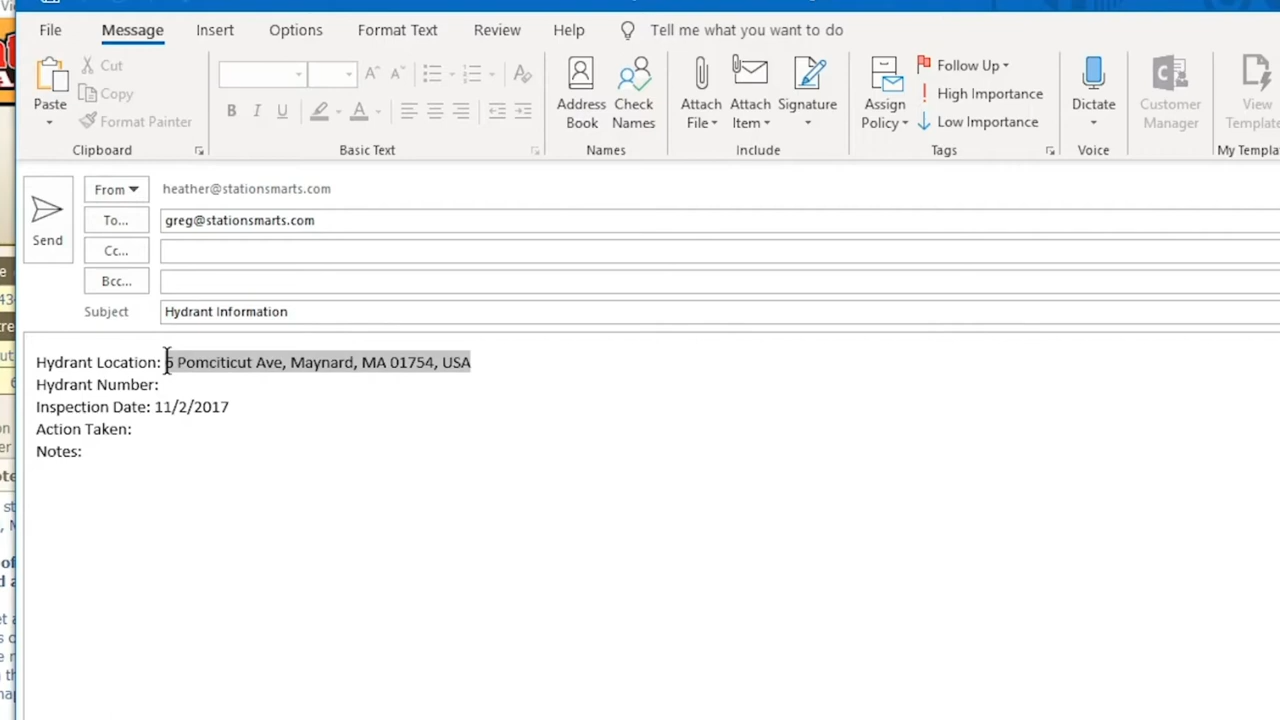 File Message Insert Options Format Text Review Help Tell me what you want to do
Paste
Cut
Copy
Format Painter
Clipboard
B I U
Basic Text
Address Book
Check Names
Names
Attach File
Attach Item
Signature
Include
Assign Policy
Follow Up
High Importance
Low Importance
Tags
Dictate
Voice
Customer Manager
View
My
Send
From heather@stationsmarts.com
To... greg@stationsmarts.com
Cc...
Bcc...
Subject Hydrant Information
Hydrant Location: 6 Pomciticut Ave, Maynard, MA 01754, USA
Hydrant Number:
Inspection Date: 11/2/2017
Action Taken:
Notes: